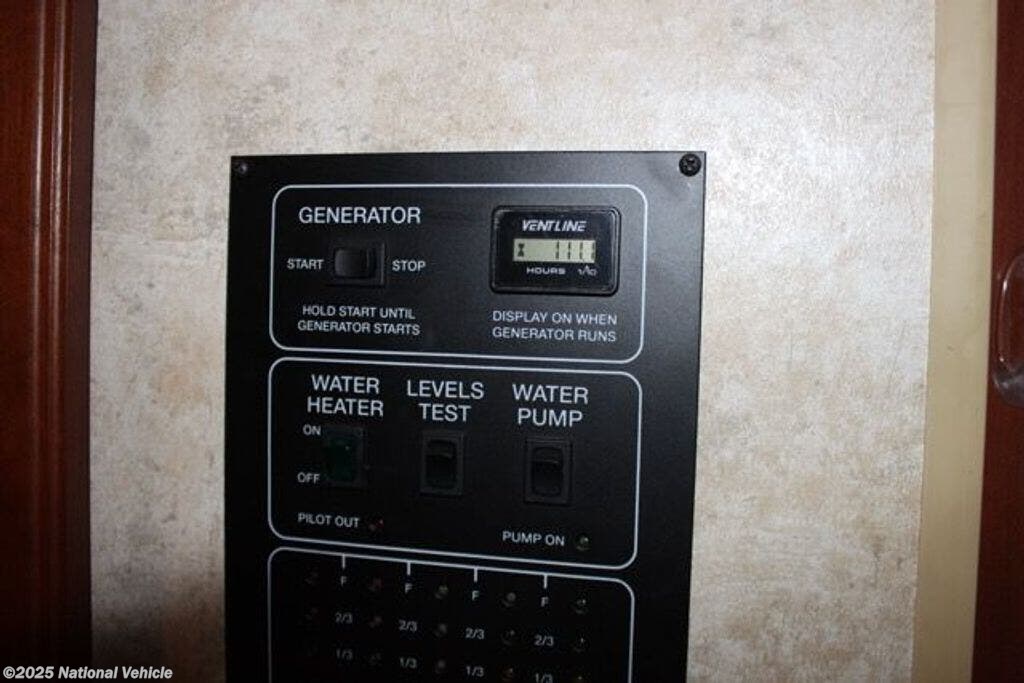 GENERATOR
START
STOP
HOLD START UNTIL
GENERATOR STARTS
VENTLINE
HOURS 1/10
DISPLAY ON WHEN
GENERATOR RUNS
WATER
HEATER
ON
OFF
PILOT OUT
LEVELS
TEST
WATER
PUMP
PUMP ON
F F F F
2/3 2/3 2/3 2/3
1/3 1/3 1/3 1/3
©2025 National Vehicle